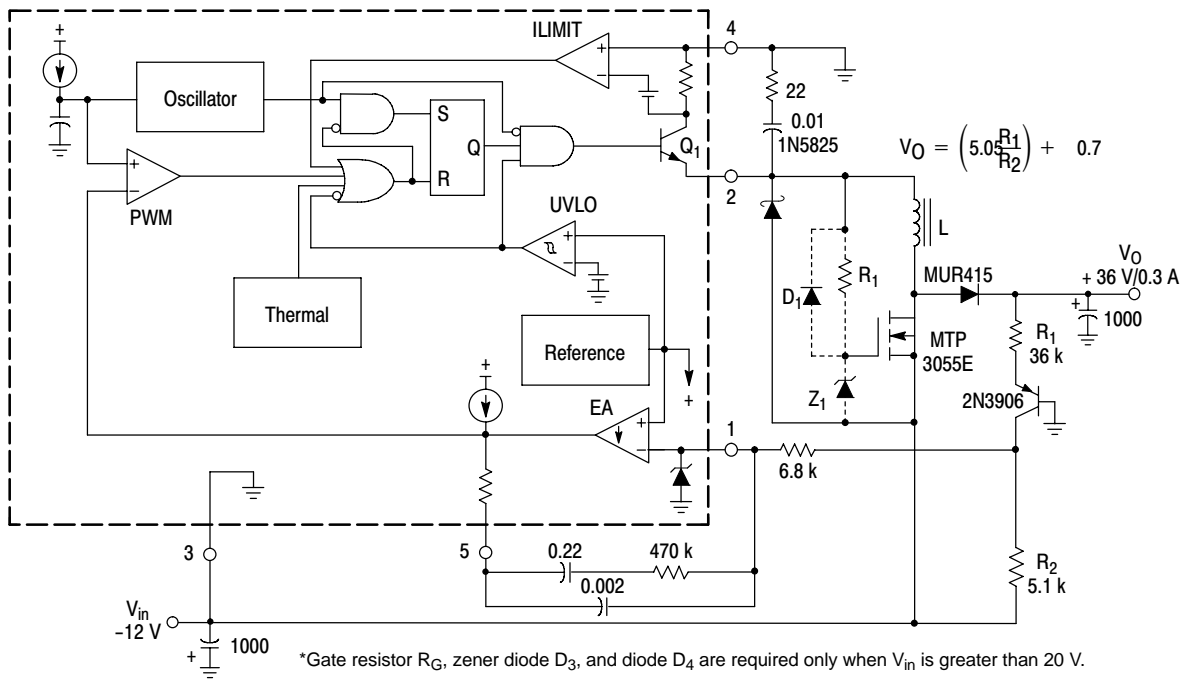 ILIMIT
4
+
−
+
Oscillator
22
0.01
1N5825
S
Q
R
Q1
VO = (5.05 R1/R2) + 0.7
+
−
PWM
2
UVLO
+
−
L
VO
+ 36 V/0.3 A
MUR415
R1
D1
1000
+
Thermal
Reference
MTP
3055E
R1
36 k
+
+
Z1
2N3906
EA
+
−
1
6.8 k
3
5
0.22
470 k
0.002
R2
5.1 k
Vin
−12 V
+
1000
*Gate resistor RG, zener diode D3, and diode D4 are required only when Vin is greater than 20 V.